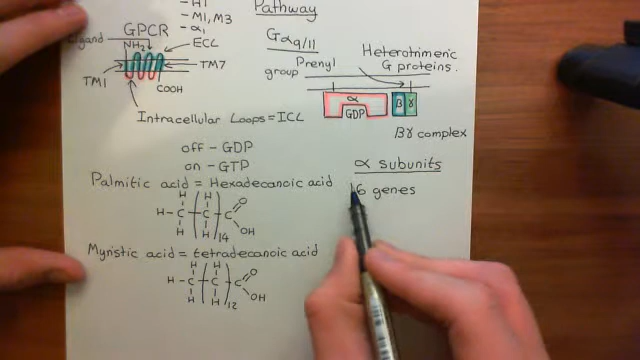 - H1
- M1, M3
- α1
Pathway
Gαq/11
GPCR
Ligand
NH2
ECL
TM7
TM1
COOH
Intracellular Loops = ICL
Prenyl
group
Heterotrimeric
G proteins.
α
GDP
β γ
βγ complex
off - GDP
on - GTP
α subunits
16 genes
Palmitic acid = Hexadecanoic acid
H H
H - C - C - C O
H H 14 OH
Myristic acid = tetradecanoic acid
H H
H - C - C - C O
H H 12 OH